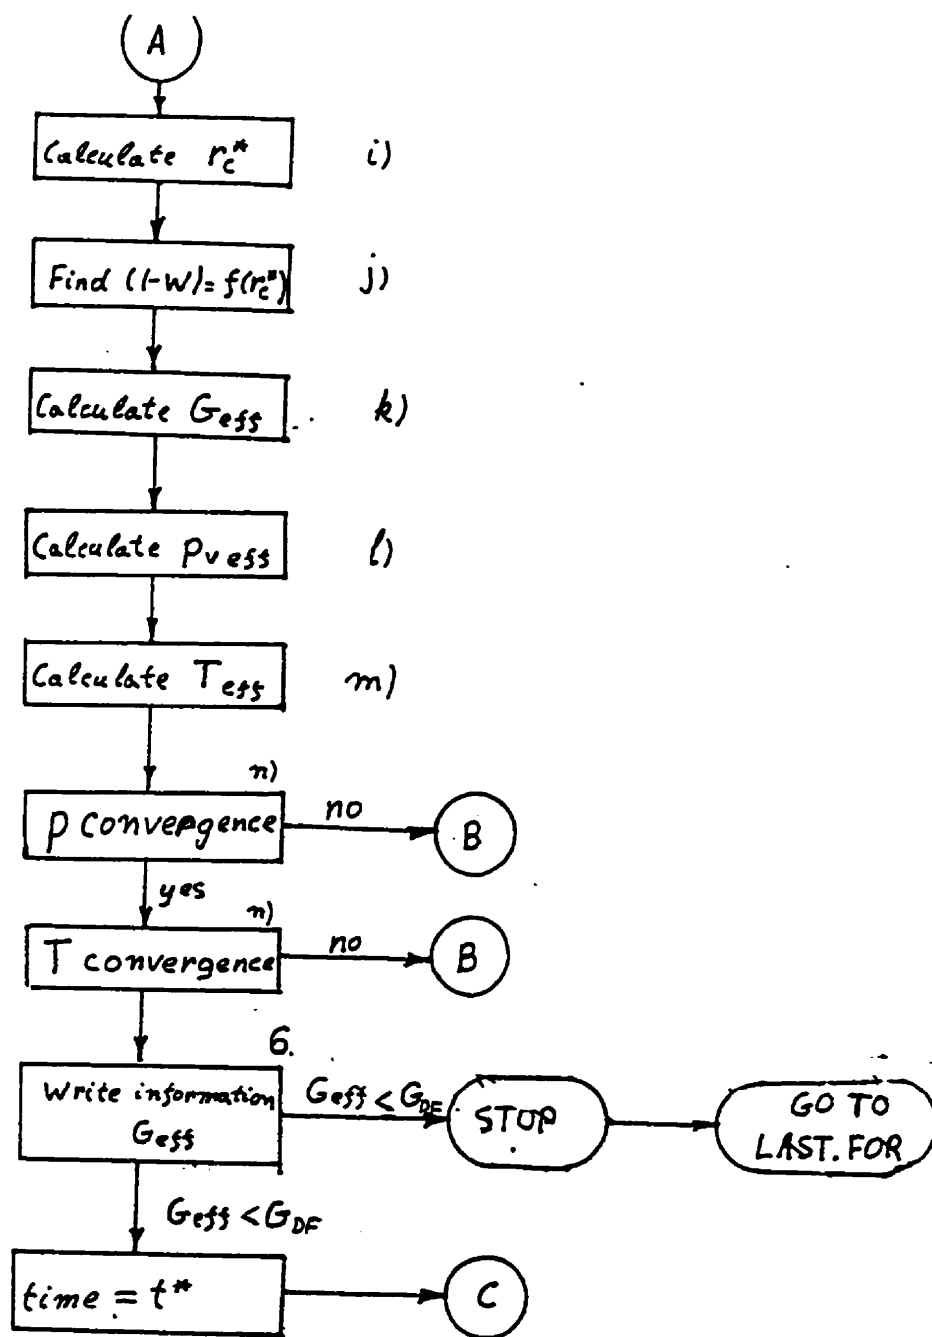 A
Calculate r_c^* i)
Find (1-W) = f(r_c^*) j)
Calculate G_eff k)
Calculate p_v eff l)
Calculate T_eff m)
n)
p convergence no B
yes
n)
T convergence no B
6.
Write information G_eff < G_DF STOP GO TO
G_eff LAST.FOR
G_eff < G_DF
time = t* C